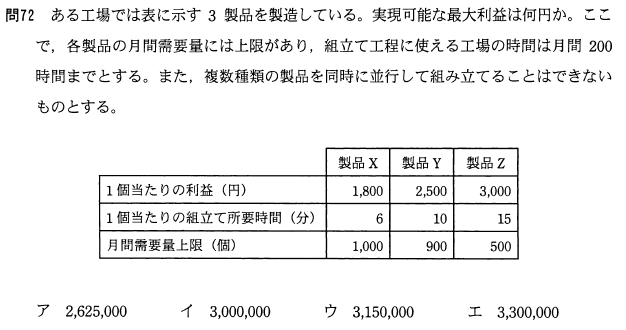 問72　ある工場では表に示す 3 製品を製造している。実現可能な最大利益は何円か。ここ
で，各製品の月間需要量には上限があり，組立て工程に使える工場の時間は月間 200
時間までとする。また，複数種類の製品を同時に並行して組み立てることはできない
ものとする。
製品 X　製品 Y　製品 Z
1 個当たりの利益（円）　1,800　2,500　3,000
1 個当たりの組立て所要時間（分）　6　10　15
月間需要量上限（個）　1,000　900　500
ア　2,625,000　イ　3,000,000　ウ　3,150,000　エ　3,300,000